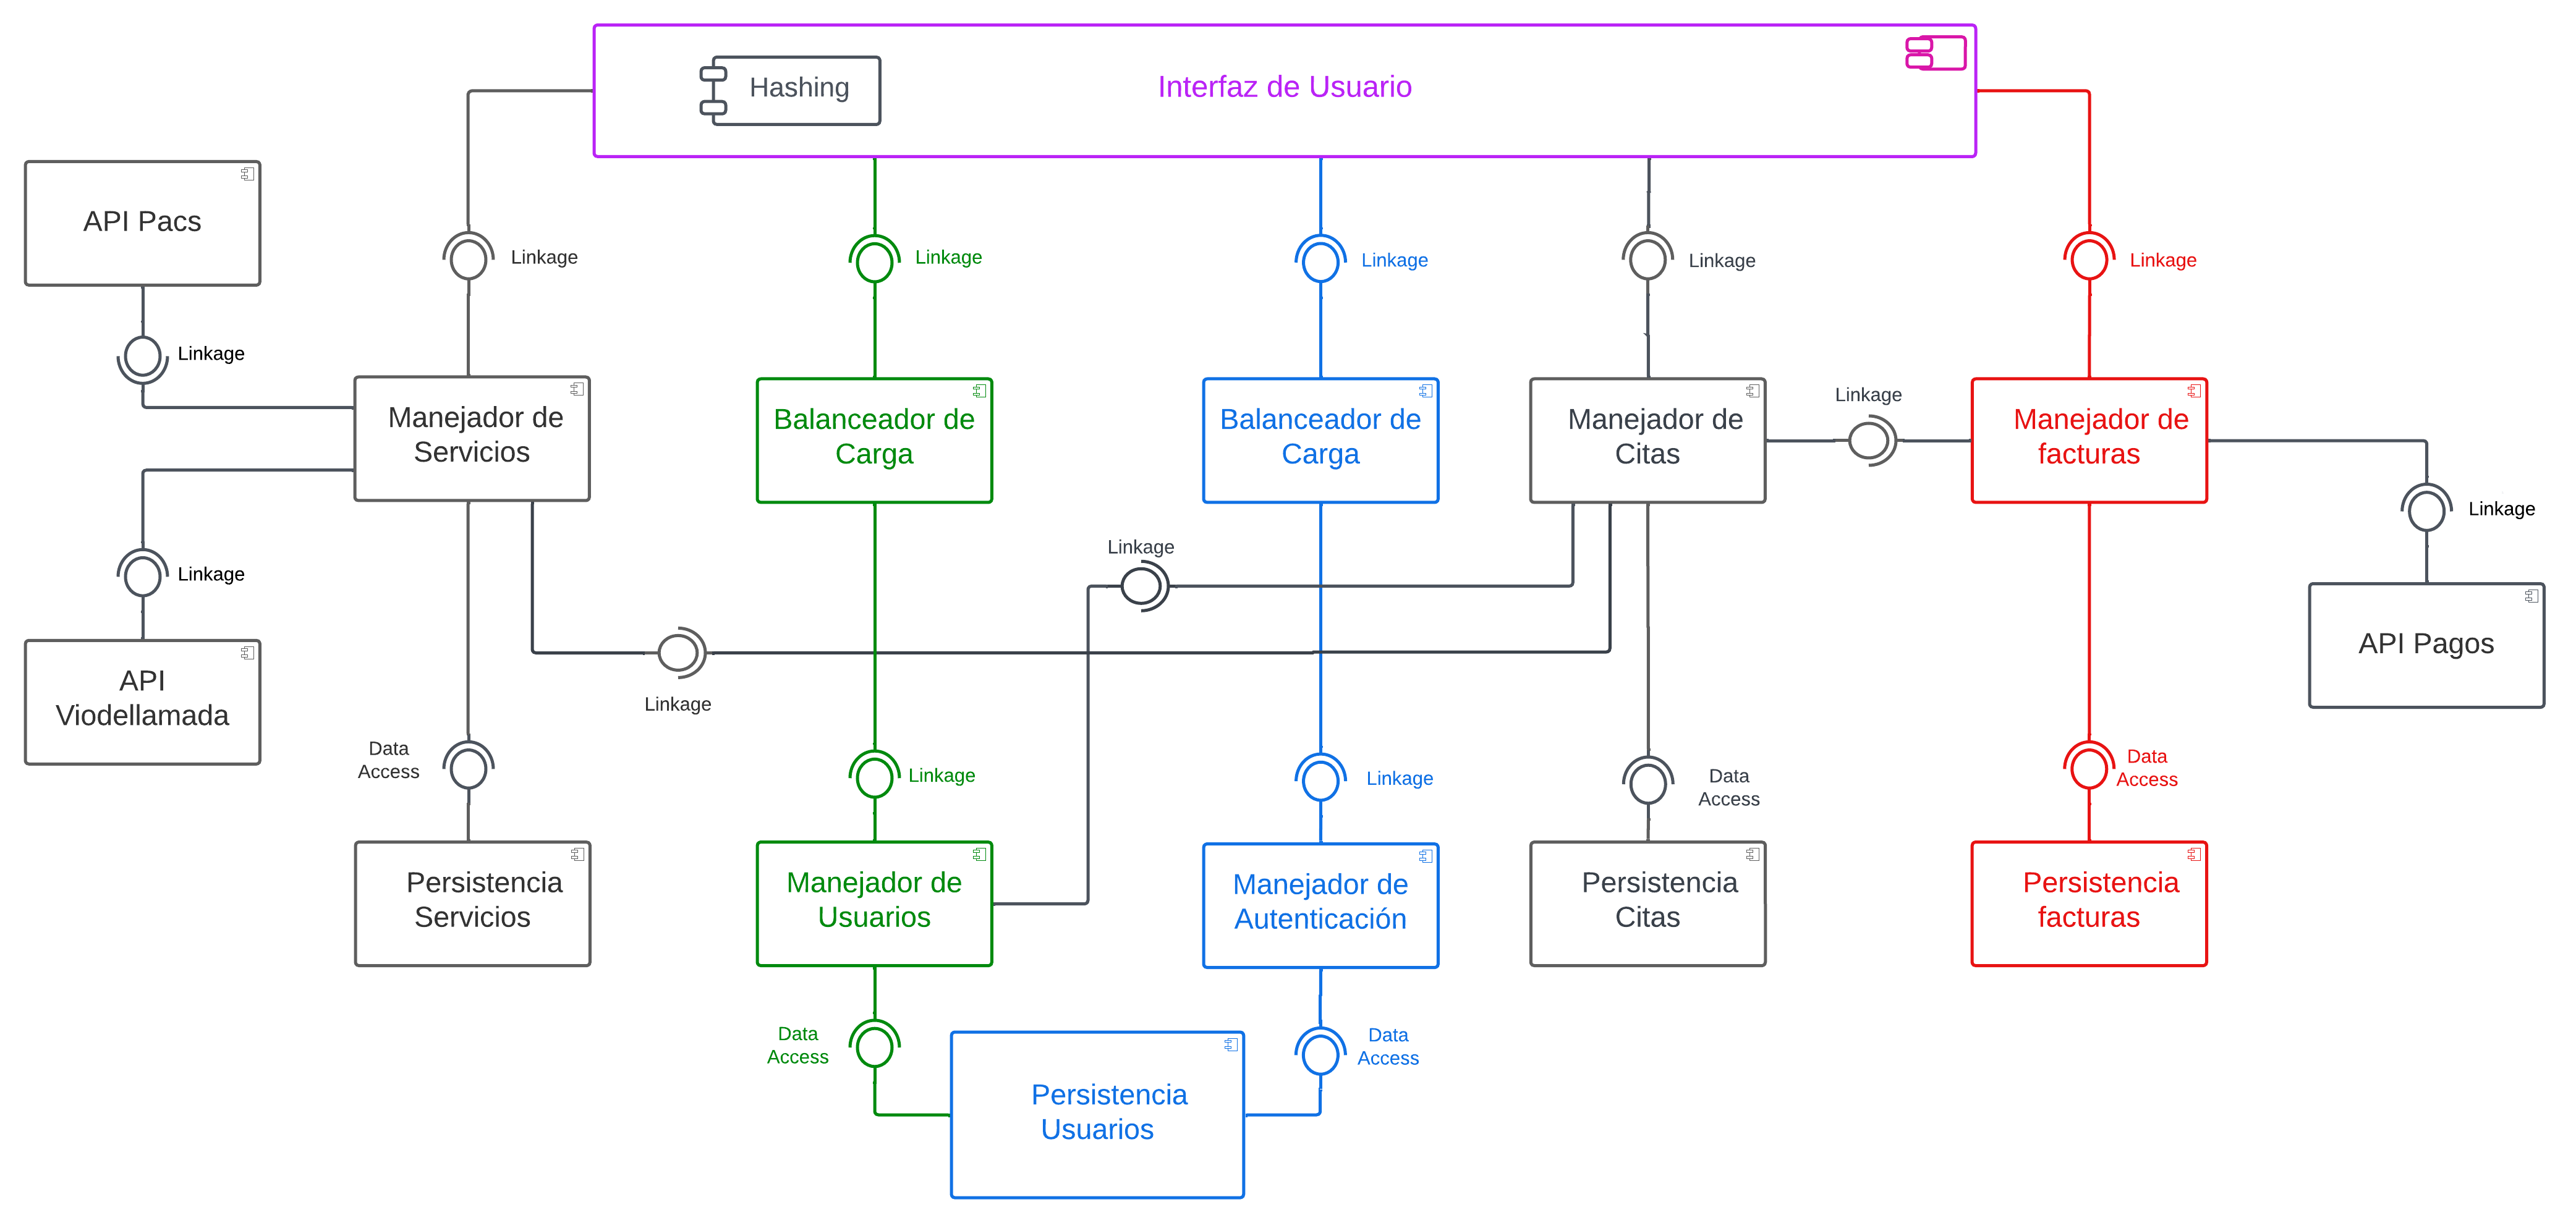 Hashing
Interfaz de Usuario
API Pacs
Linkage
Linkage
Linkage
Linkage
Linkage
Linkage
Manejador de
Servicios
Balanceador de
Carga
Balanceador de
Carga
Manejador de
Citas
Linkage
Manejador de
facturas
Linkage
Linkage
Linkage
API
Viodellamada
Linkage
API Pagos
Data
Access
Linkage
Linkage
Data
Access
Data
Access
Persistencia
Servicios
Manejador de
Usuarios
Manejador de
Autenticación
Persistencia
Citas
Persistencia
facturas
Data
Access
Persistencia
Usuarios
Data
Access